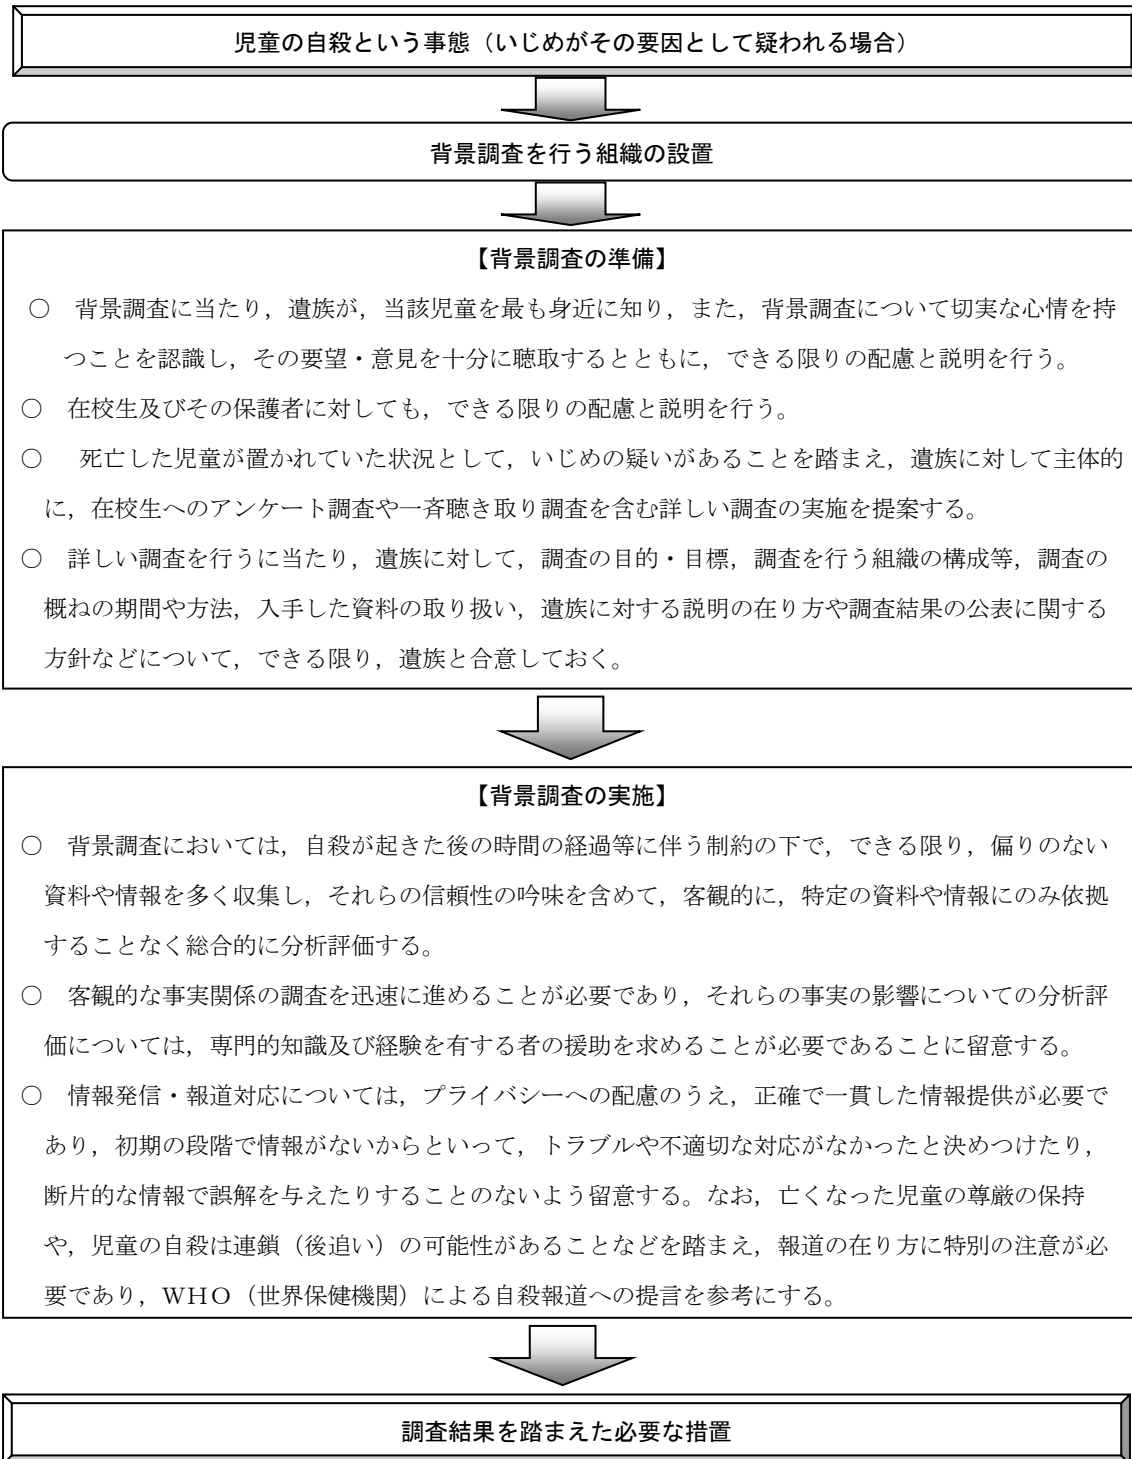 児童の自殺という事態（いじめがその要因として疑われる場合）
背景調査を行う組織の設置
【背景調査の準備】
○　背景調査に当たり，遺族が，当該児童を最も身近に知り，また，背景調査について切実な心情を持
つことを認識し，その要望・意見を十分に聴取するとともに，できる限りの配慮と説明を行う。
○　在校生及びその保護者に対しても，できる限りの配慮と説明を行う。
○　死亡した児童が置かれていた状況として，いじめの疑いがあることを踏まえ，遺族に対して主体的
に，在校生へのアンケート調査や一斉聴き取り調査を含む詳しい調査の実施を提案する。
○　詳しい調査を行うに当たり，遺族に対して，調査の目的・目標，調査を行う組織の構成等，調査の
概ねの期間や方法，入手した資料の取り扱い，遺族に対する説明の在り方や調査結果の公表に関する
方針などについて，できる限り，遺族と合意しておく。
【背景調査の実施】
○　背景調査においては，自殺が起きた後の時間の経過等に伴う制約の下で，できる限り，偏りのない
資料や情報を多く収集し，それらの信頼性の吟味を含めて，客観的に，特定の資料や情報にのみ依拠
することなく総合的に分析評価する。
○　客観的な事実関係の調査を迅速に進めることが必要であり，それらの事実の影響についての分析評
価については，専門的知識及び経験を有する者の援助を求めることが必要であることに留意する。
○　情報発信・報道対応については，プライバシーへの配慮のうえ，正確で一貫した情報提供が必要で
あり，初期の段階で情報がないからといって，トラブルや不適切な対応がなかったと決めつけたり，
断片的な情報で誤解を与えたりすることのないよう留意する。なお，亡くなった児童の尊厳の保持
や，児童の自殺は連鎖（後追い）の可能性があることなどを踏まえ，報道の在り方に特別の注意が必
要であり，ＷＨＯ（世界保健機関）による自殺報道への提言を参考にする。
調査結果を踏まえた必要な措置